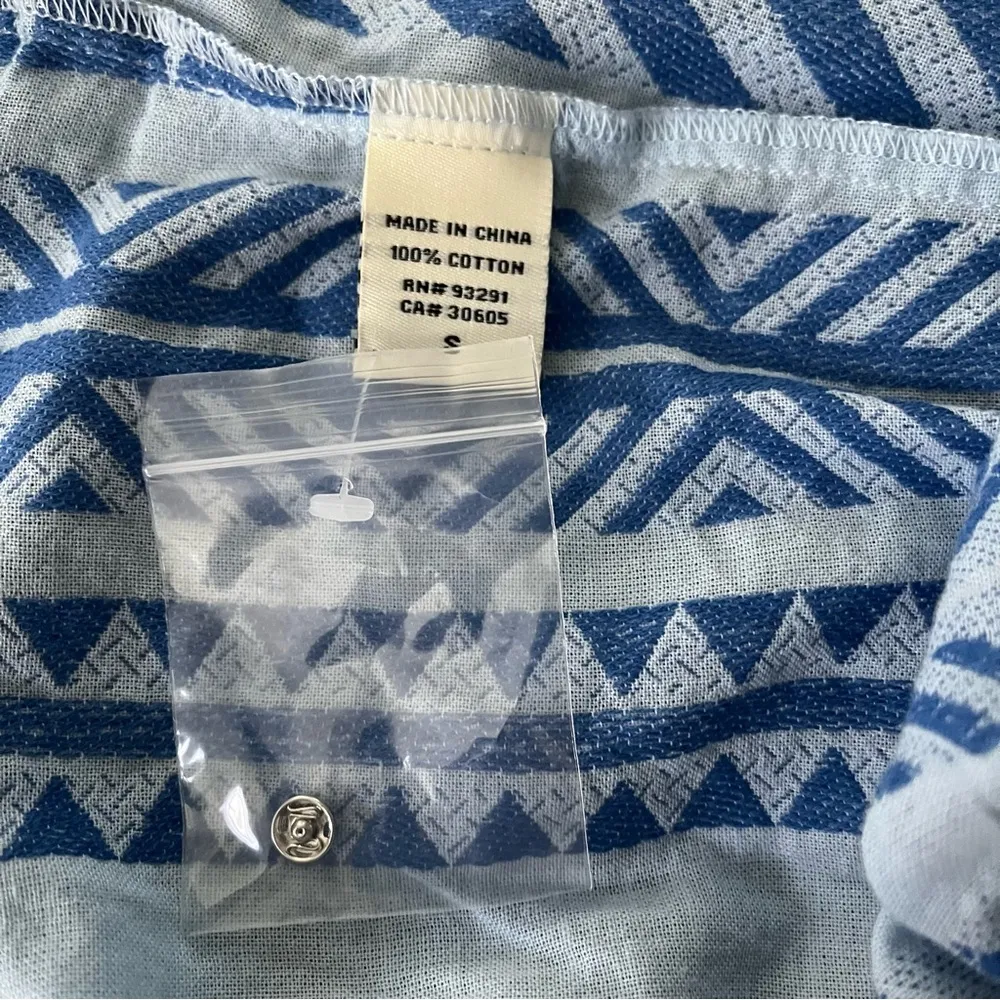 MADE IN CHINA
100% COTTON
RN# 93291
CA# 30605
S